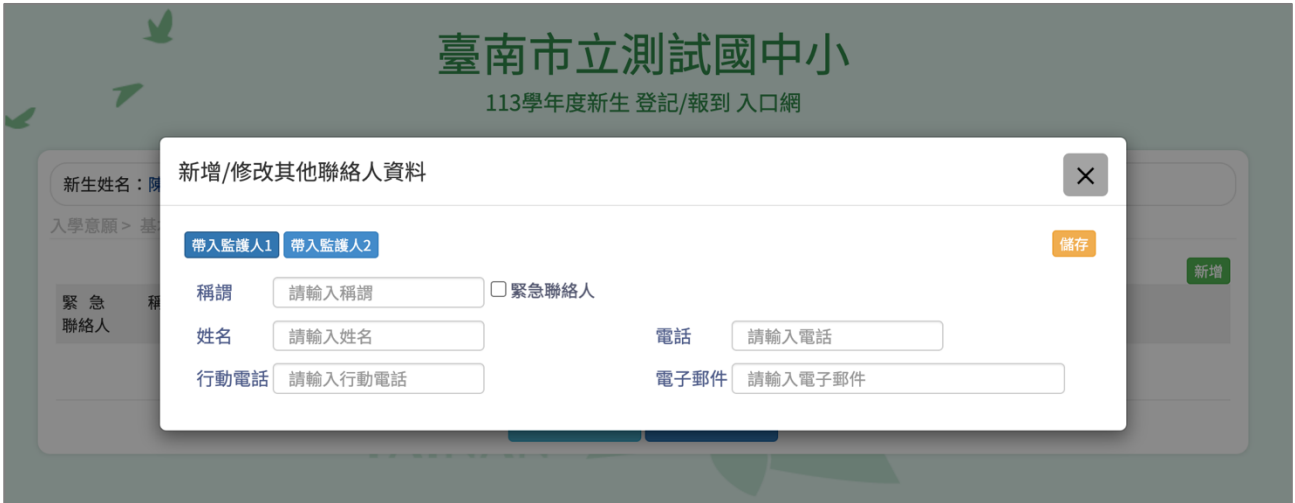 臺南市立測試國中小
113學年度新生 登記/報到 入口網
新增/修改其他聯絡人資料
新生姓名：陳
入學意願 > 基
帶入監護人1 帶入監護人2 儲存
新增
稱謂 請輸入稱謂 緊急聯絡人
緊 急 稱
聯絡人
姓名 請輸入姓名 電話 請輸入電話
行動電話 請輸入行動電話 電子郵件 請輸入電子郵件